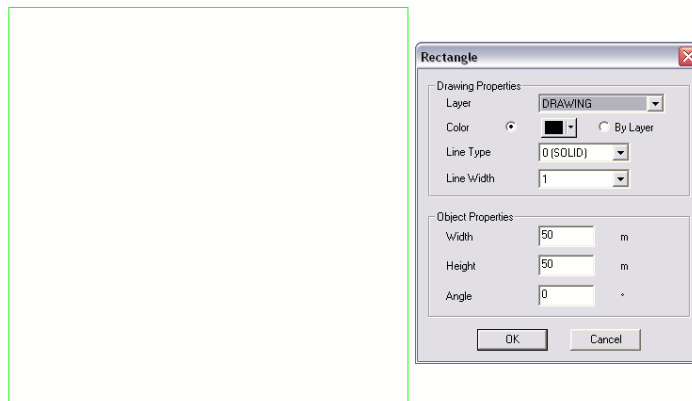 Rectangle
Drawing Properties
Layer DRAWING
Color By Layer
Line Type 0 (SOLID)
Line Width 1
Object Properties
Width 50 m
Height 50 m
Angle 0 °
OK Cancel